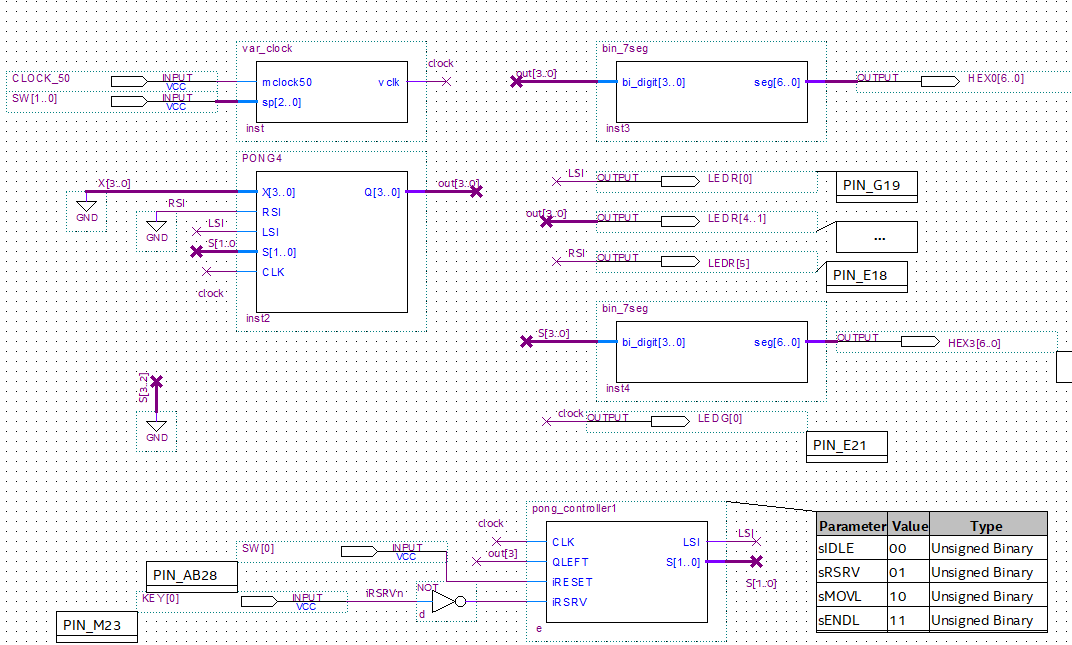 var_clock
CLOCK_50
INPUT
VCC
SW[1..0]
INPUT
VCC
mclock50
vclk
sp[2..0]
clock
inst
bin_7seg
out[3..0]
bi_digit[3..0]
seg[6..0]
OUTPUT
HEX0[6..0]
inst3
PONG4
X[3..0]
GND
RSI
GND
LSI
S[1..0
clock
X[3..0]
Q[3..0]
RSI
LSI
S[1..0]
CLK
out[3..0]
inst2
LSI
OUTPUT
LEDR[0]
PIN_G19
out[3..0]
OUTPUT
LEDR[4..1]
...
RSI
OUTPUT
LEDR[5]
PIN_E18
bin_7seg
S[3..0]
bi_digit[3..0]
seg[6..0]
OUTPUT
HEX3[6..0]
inst4
S[3..2]
GND
clock
OUTPUT
LEDG[0]
PIN_E21
pong_controller1
clock
SW[0]
INPUT
VCC
out[3]
PIN_AB28
KEY[0]
INPUT
VCC
iRSRVn
NOT
d
PIN_M23
CLK
LSI
QLEFT
S[1..0]
iRESET
iRSRV
LSI
S[1..0]
e
Parameter Value Type
sIDLE 00 Unsigned Binary
sRSRV 01 Unsigned Binary
sMOVL 10 Unsigned Binary
sENDL 11 Unsigned Binary